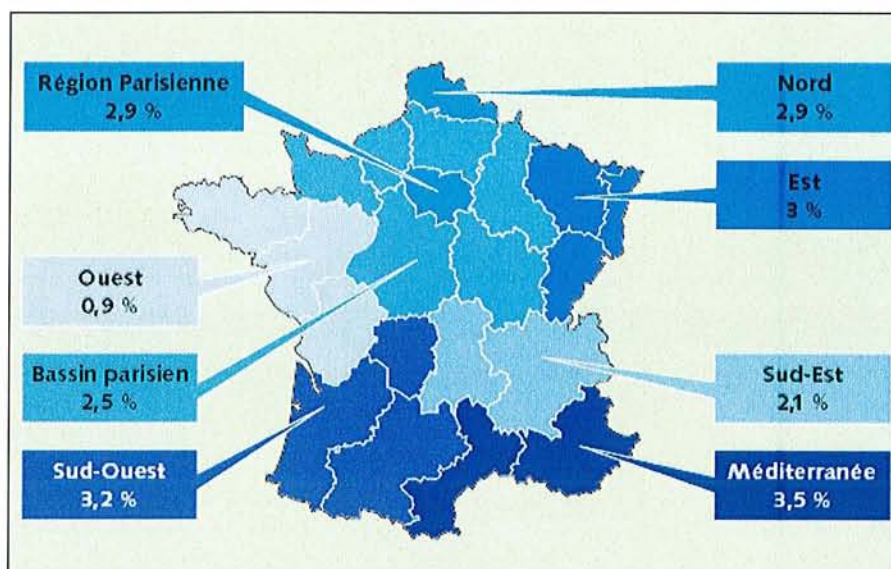 Région Parisienne
2,9 %
Nord
2,9 %
Est
3 %
Ouest
0,9 %
Bassin parisien
2,5 %
Sud-Est
2,1 %
Sud-Ouest
3,2 %
Méditerranée
3,5 %